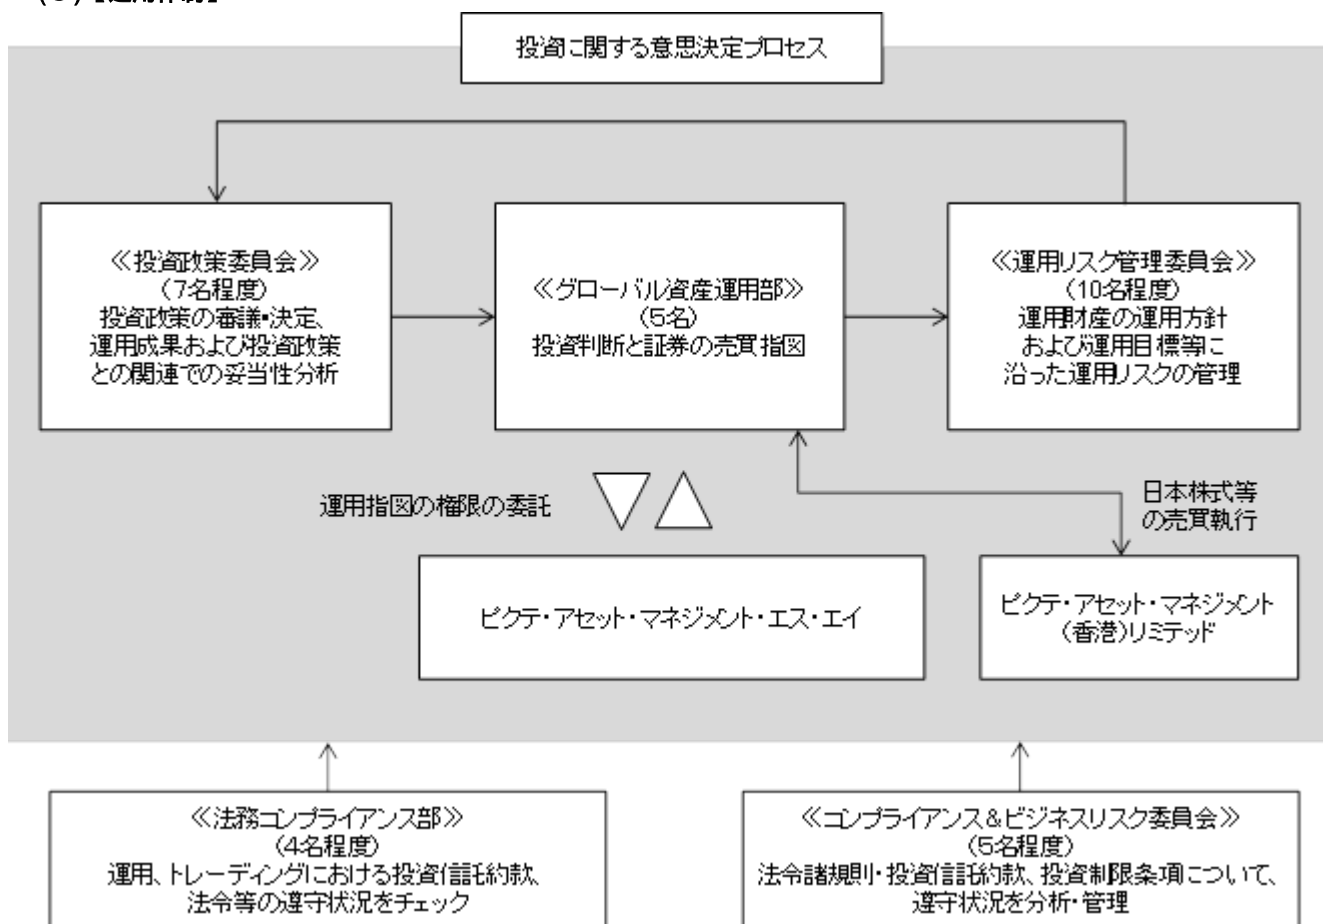 投資に関する意思決定プロセス
≪投資政策委員会≫
(7名程度)
投資政策の審議・決定、
運用成果および投資政策
との関連での妥当性分析
≪グローバル資産運用部≫
(5名)
投資判断と証券の売買指図
≪運用リスク管理委員会≫
(10名程度)
運用財産の運用方針
および運用目標等に
沿った運用リスクの管理
運用指図の権限の委託
日本株式等
の売買執行
ピクテ・アセット・マネジメント・エス・エイ
ピクテ・アセット・マネジメント
(香港)リミテッド
≪法務コンプライアンス部≫
(4名程度)
運用、トレーディングにおける投資信託約款、
法令等の遵守状況をチェック
≪コンプライアンス&ビジネスリスク委員会≫
(5名程度)
法令諸規則・投資信託約款、投資制限条項について、
遵守状況を分析・管理